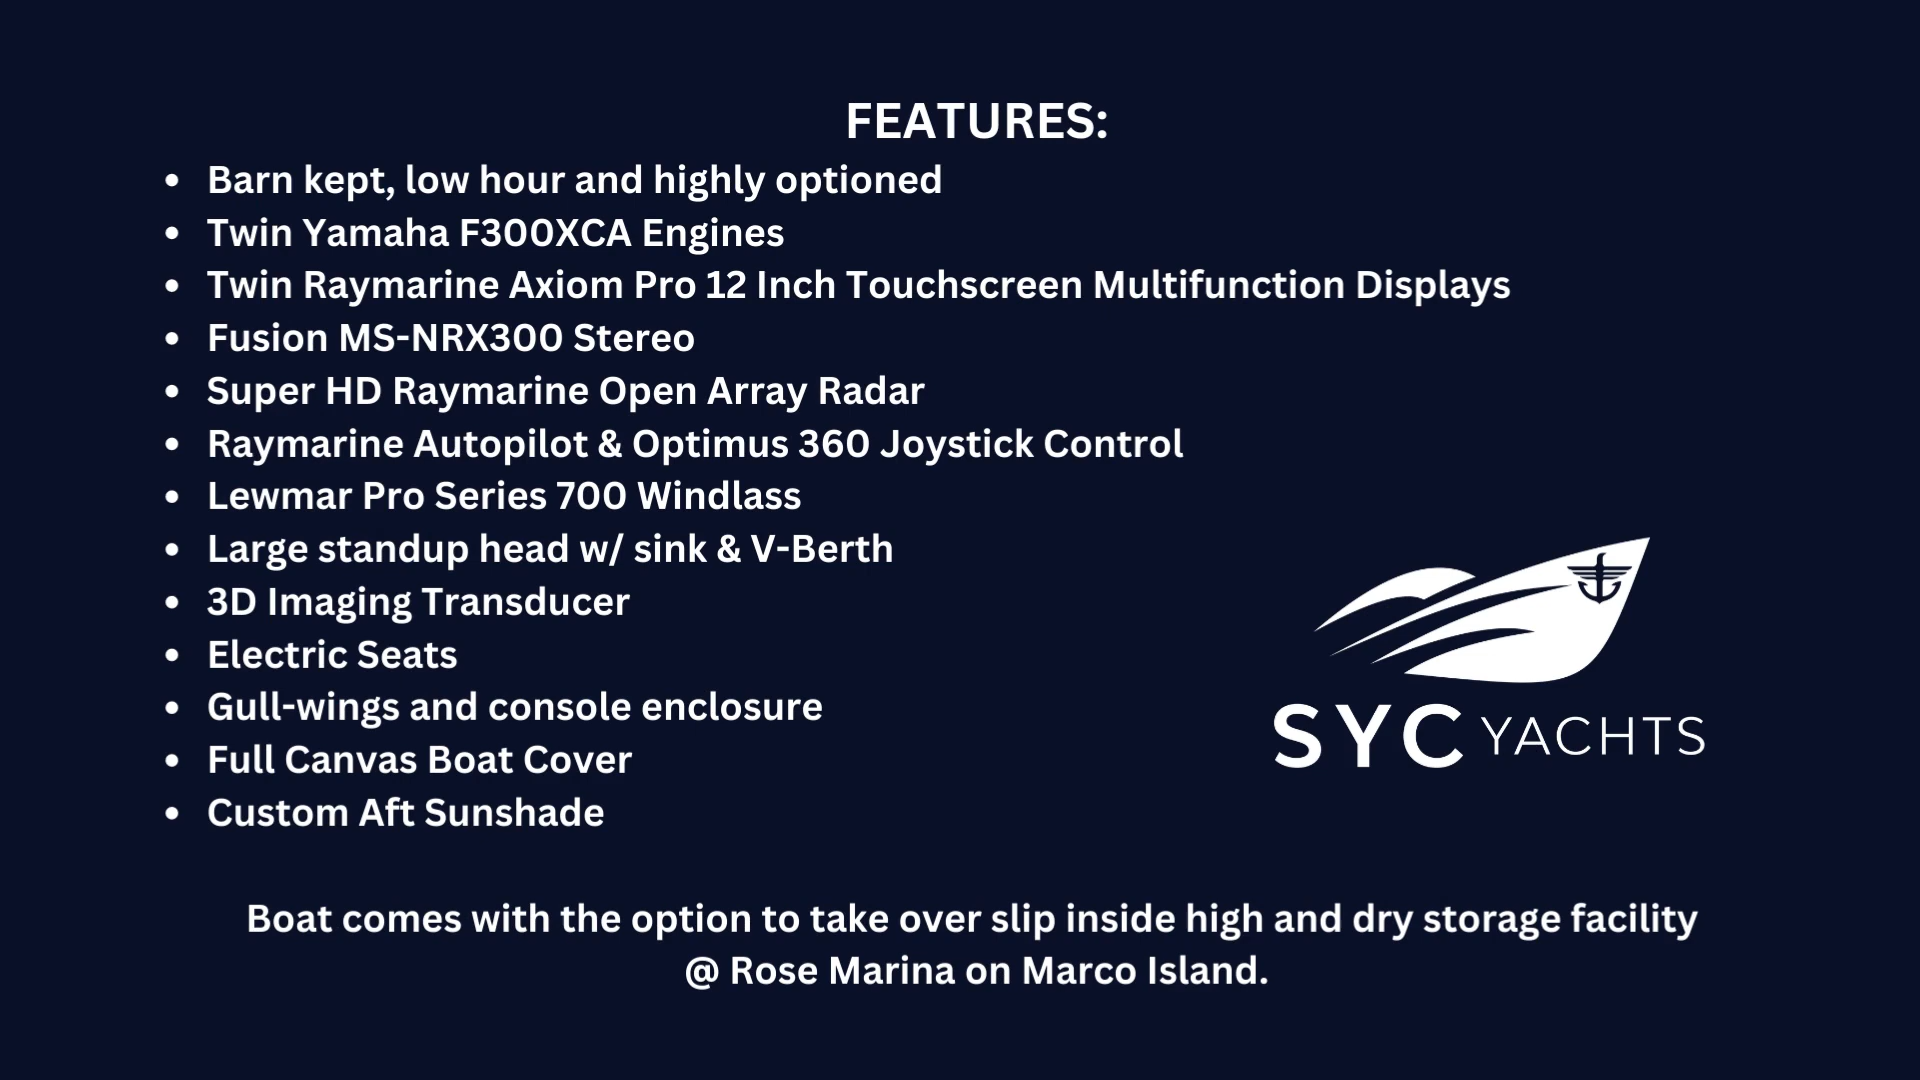 FEATURES:
• Barn kept, low hour and highly optioned
• Twin Yamaha F300XCA Engines
• Twin Raymarine Axiom Pro 12 Inch Touchscreen Multifunction Displays
• Fusion MS-NRX300 Stereo
• Super HD Raymarine Open Array Radar
• Raymarine Autopilot & Optimus 360 Joystick Control
• Lewmar Pro Series 700 Windlass
• Large standup head w/ sink & V-Berth
• 3D Imaging Transducer
• Electric Seats
• Gull-wings and console enclosure
• Full Canvas Boat Cover
• Custom Aft Sunshade
SYC YACHTS
Boat comes with the option to take over slip inside high and dry storage facility
@ Rose Marina on Marco Island.